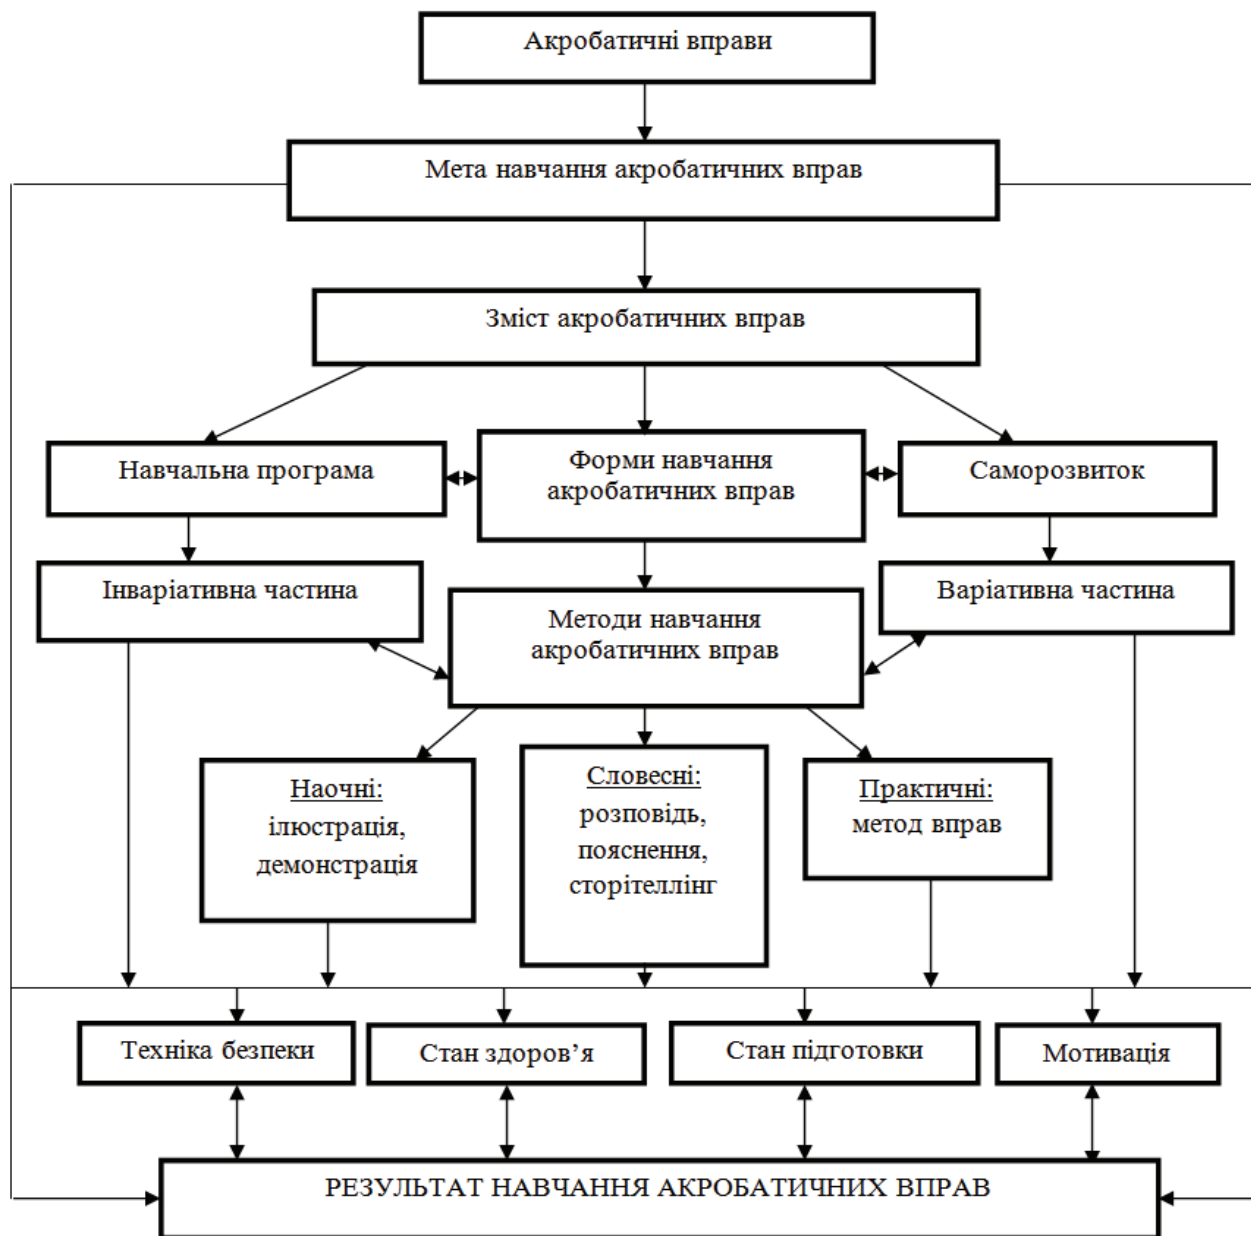 Акробатичні вправи
Мета навчання акробатичних вправ
Зміст акробатичних вправ
Навчальна програма
Форми навчання
акробатичних вправ
Саморозвиток
Інваріативна частина
Методи навчання
акробатичних вправ
Варіативна частина
Наочні:
ілюстрація,
демонстрація
Словесні:
розповідь,
пояснення,
сторітеллінг
Практичні:
метод вправ
Техніка безпеки
Стан здоров’я
Стан підготовки
Мотивація
РЕЗУЛЬТАТ НАВЧАННЯ АКРОБАТИЧНИХ ВПРАВ